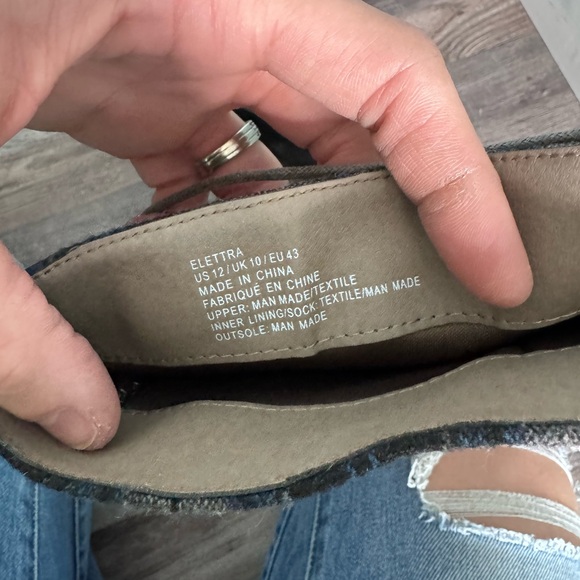 ELETTRA
US 12 / UK 10 / EU 43
MADE IN CHINA
FABRIQUÉ EN CHINE
UPPER: MAN MADE/TEXTILE
INNER LINING/SOCK: TEXTILE/MAN MADE
OUTSOLE: MAN MADE